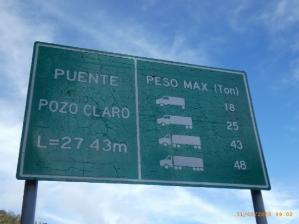 PUENTE
POZO CLARO
L=27 43m
PESO MAX (Ton)
18
25
43
48